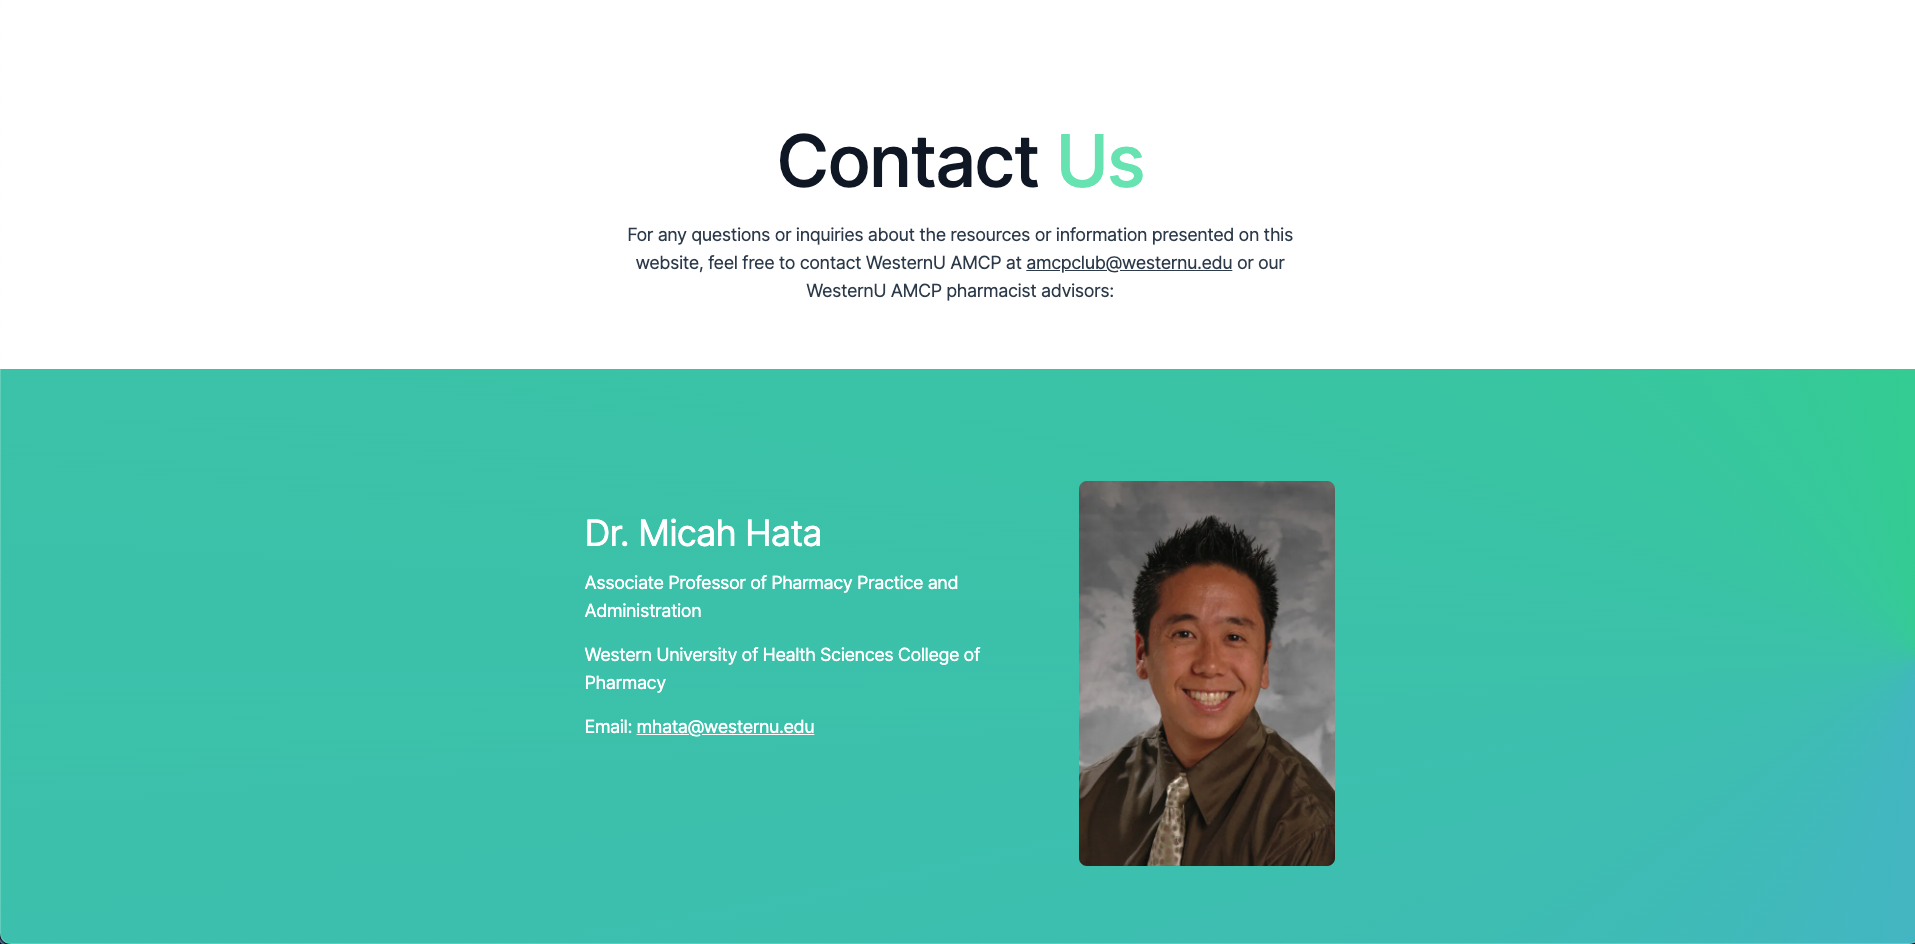 Contact Us
For any questions or inquiries about the resources or information presented on this
website, feel free to contact WesternU AMCP at amcpclub@westernu.edu or our
WesternU AMCP pharmacist advisors:
Dr. Micah Hata
Associate Professor of Pharmacy Practice and
Administration
Western University of Health Sciences College of
Pharmacy
Email: mhata@westernu.edu